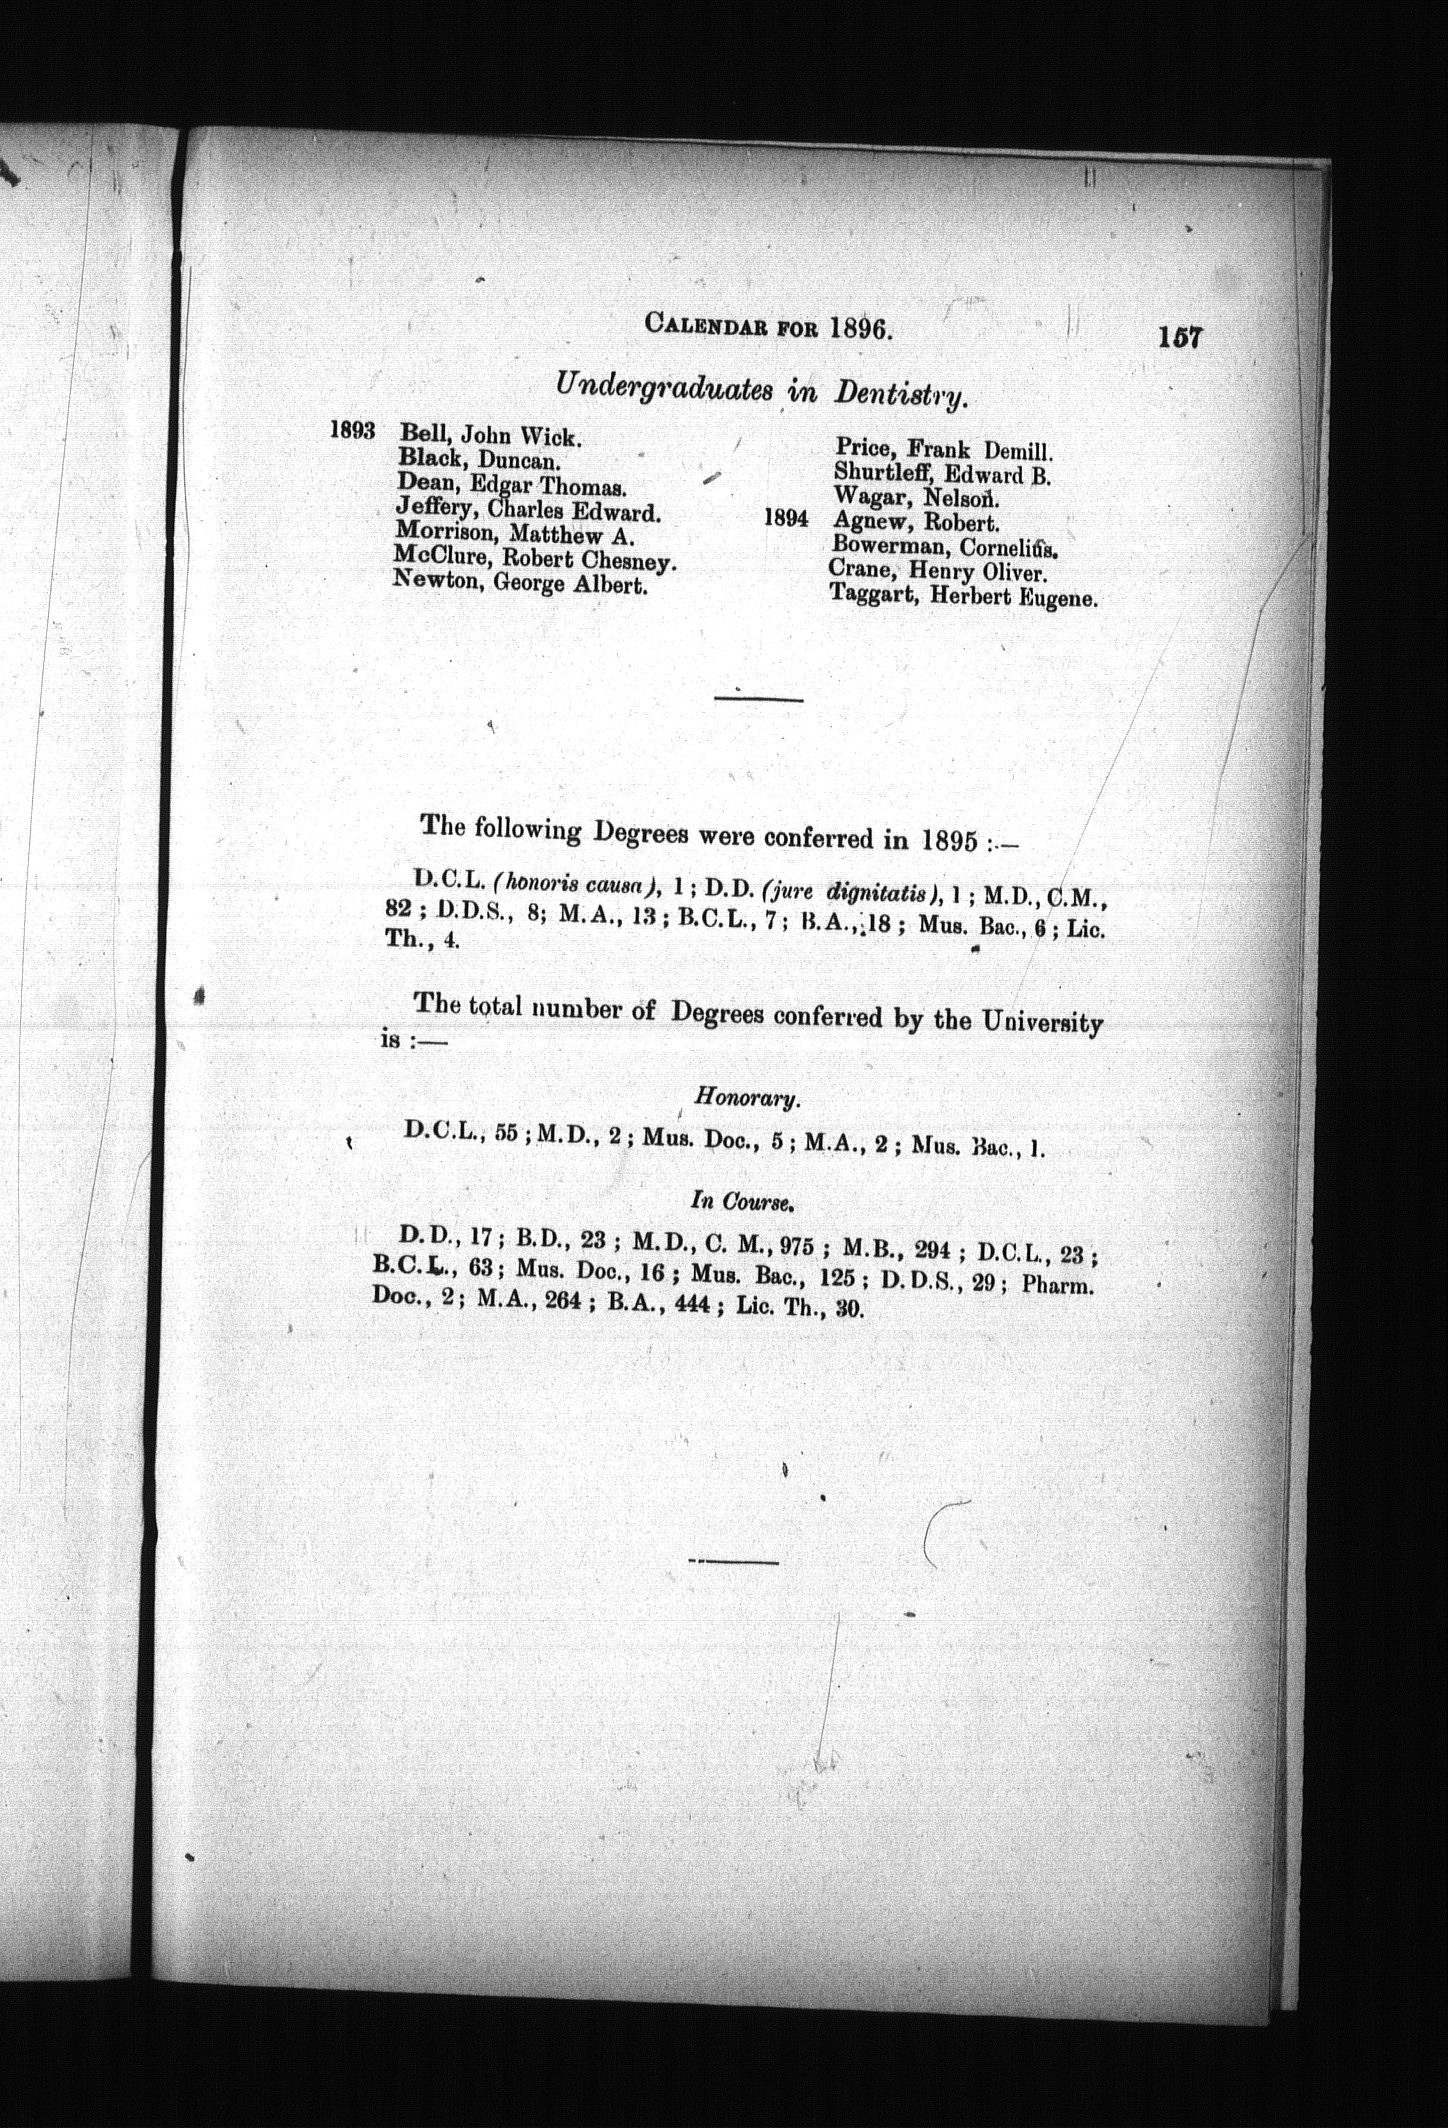 CALENDAR FOR 1896.
157
Undergraduates in Dentistry.
1893 Bell, John Wick.
Black, Duncan.
Dean, Edgar Thomas.
Jeffery, Charles Edward.
Morrison, Matthew A.
McClure, Robert Chesney.
Newton, George Albert.
Price, Frank Demill.
Shurtleff, Edward B.
Wagar, Nelson.
1894 Agnew, Robert.
Bowerman, Cornelius.
Crane, Henry Oliver.
Taggart, Herbert Eugene.
The following Degrees were conferred in 1895 :—
D.C.L. (honoris causa), 1 ; D.D. (jure dignitatis), 1 ; M.D., C.M.,
82 ; D.D.S., 8; M.A., 13 ; B.C.L., 7 ; B.A., 18 ; Mus. Bac., 6 ; Lic.
Th., 4.
The total number of Degrees conferred by the University
is :—
Honorary.
D.C.L., 55 ; M.D., 2 ; Mus. Doc., 5 ; M.A., 2 ; Mus. Bac., 1.
In Course.
D.D., 17 ; B.D., 23 ; M.D., C. M., 975 ; M.B., 294 ; D.C.L., 23 ;
B.C.L., 63 ; Mus. Doc., 16 ; Mus. Bac., 125 ; D.D.S., 29 ; Pharm.
Doc., 2 ; M.A., 264 ; B.A., 444 ; Lic. Th., 30.